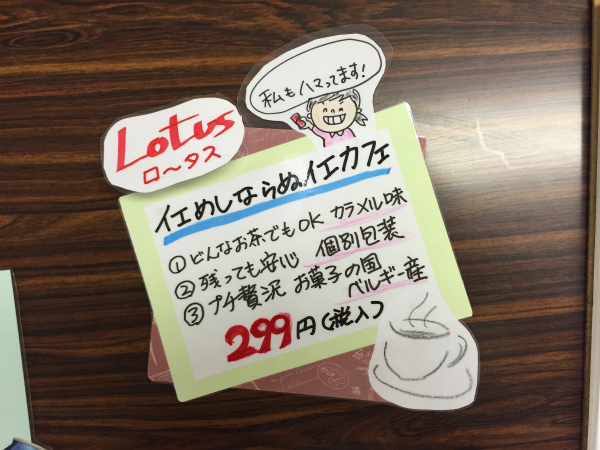 私もハマってます!
Lotus
ロ〜タス
イエめしならぬイエカフェ
①どんなお茶でもOK カラメル味
②残っても安心 個別包装
③プチ贅沢 お菓子の国
ベルギー産
299円(税入)